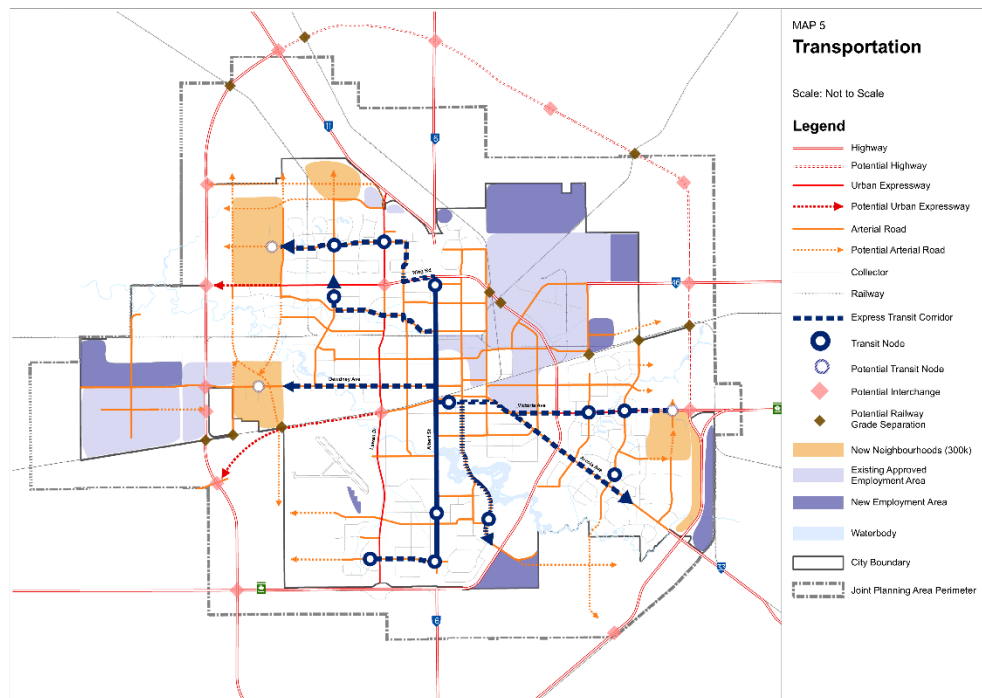 MAP 5
Transportation
Scale: Not to Scale
Legend
Highway
Potential Highway
Urban Expressway
Potential Urban Expressway
Arterial Road
Potential Arterial Road
Collector
Railway
Express Transit Corridor
Transit Node
Potential Transit Node
Potential Interchange
Potential Railway
Grade Separation
New Neighbourhoods (300k)
Existing Approved
Employment Area
New Employment Area
Waterbody
City Boundary
Joint Planning Area Perimeter
11
6
Ring Rd
46
Dewdney Ave
Victoria Ave
Albert St
Lewvan Dr
Arcola Ave
1
33
1
6